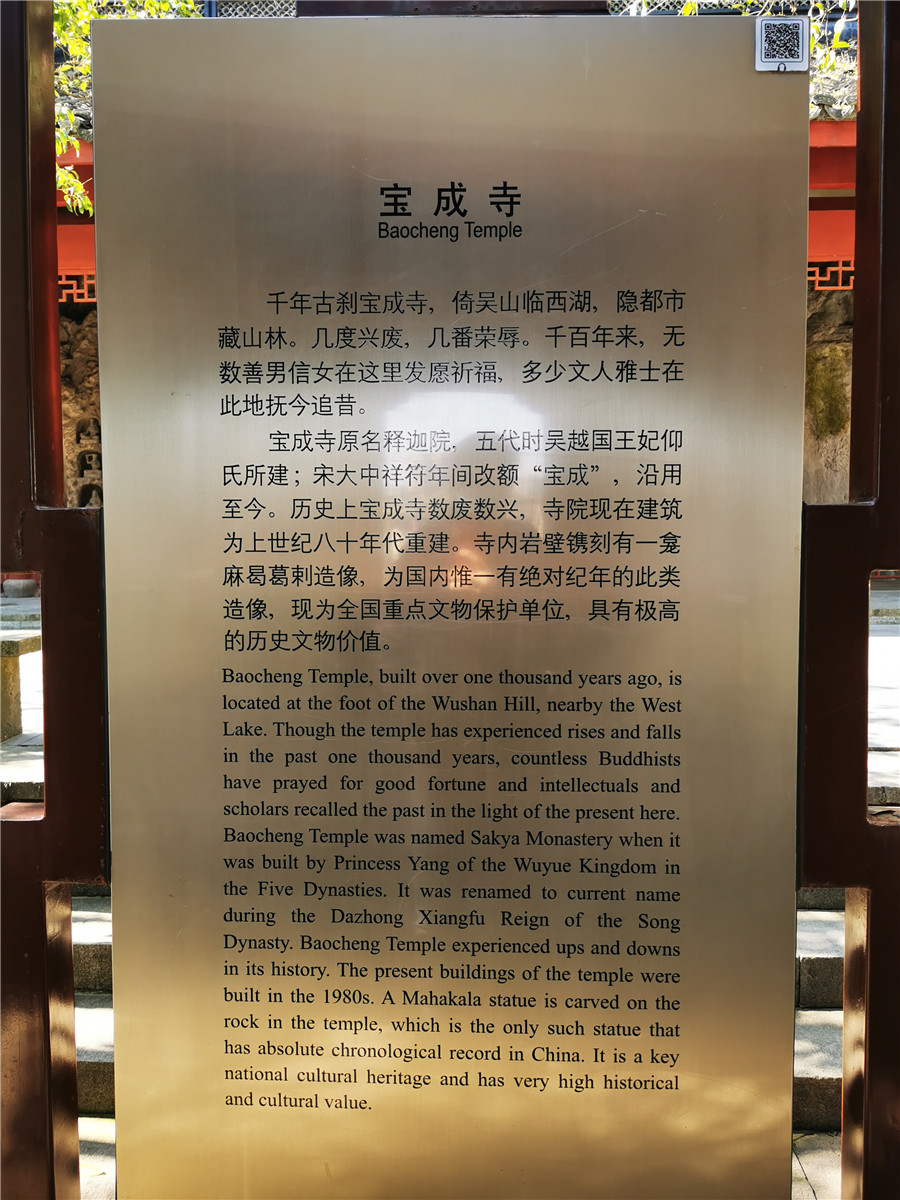 宝成寺
Baocheng Temple
千年古刹宝成寺，倚吴山临西湖，隐都市
藏山林。几度兴废，几番荣辱。千百年来，无
数善男信女在这里发愿祈福，多少文人雅士在
此地抚今追昔。
宝成寺原名释迦院，五代时吴越国王妃仰
氏所建；宋大中祥符年间改额“宝成”，沿用
至今。历史上宝成寺数废数兴，寺院现在建筑
为上世纪八十年代重建。寺内岩壁镌刻有一龛
麻曷葛剌造像，为国内惟一有绝对纪年的此类
造像，现为全国重点文物保护单位，具有极高
的历史文物价值。
Baocheng Temple, built over one thousand years ago, is
located at the foot of the Wushan Hill, nearby the West
Lake. Though the temple has experienced rises and falls
in the past one thousand years, countless Buddhists
have prayed for good fortune and intellectuals and
scholars recalled the past in the light of the present here.
Baocheng Temple was named Sakya Monastery when it
was built by Princess Yang of the Wuyue Kingdom in
the Five Dynasties. It was renamed to current name
during the Dazhong Xiangfu Reign of the Song
Dynasty. Baocheng Temple experienced ups and downs
in its history. The present buildings of the temple were
built in the 1980s. A Mahakala statue is carved on the
rock in the temple, which is the only such statue that
has absolute chronological record in China. It is a key
national cultural heritage and has very high historical
and cultural value.